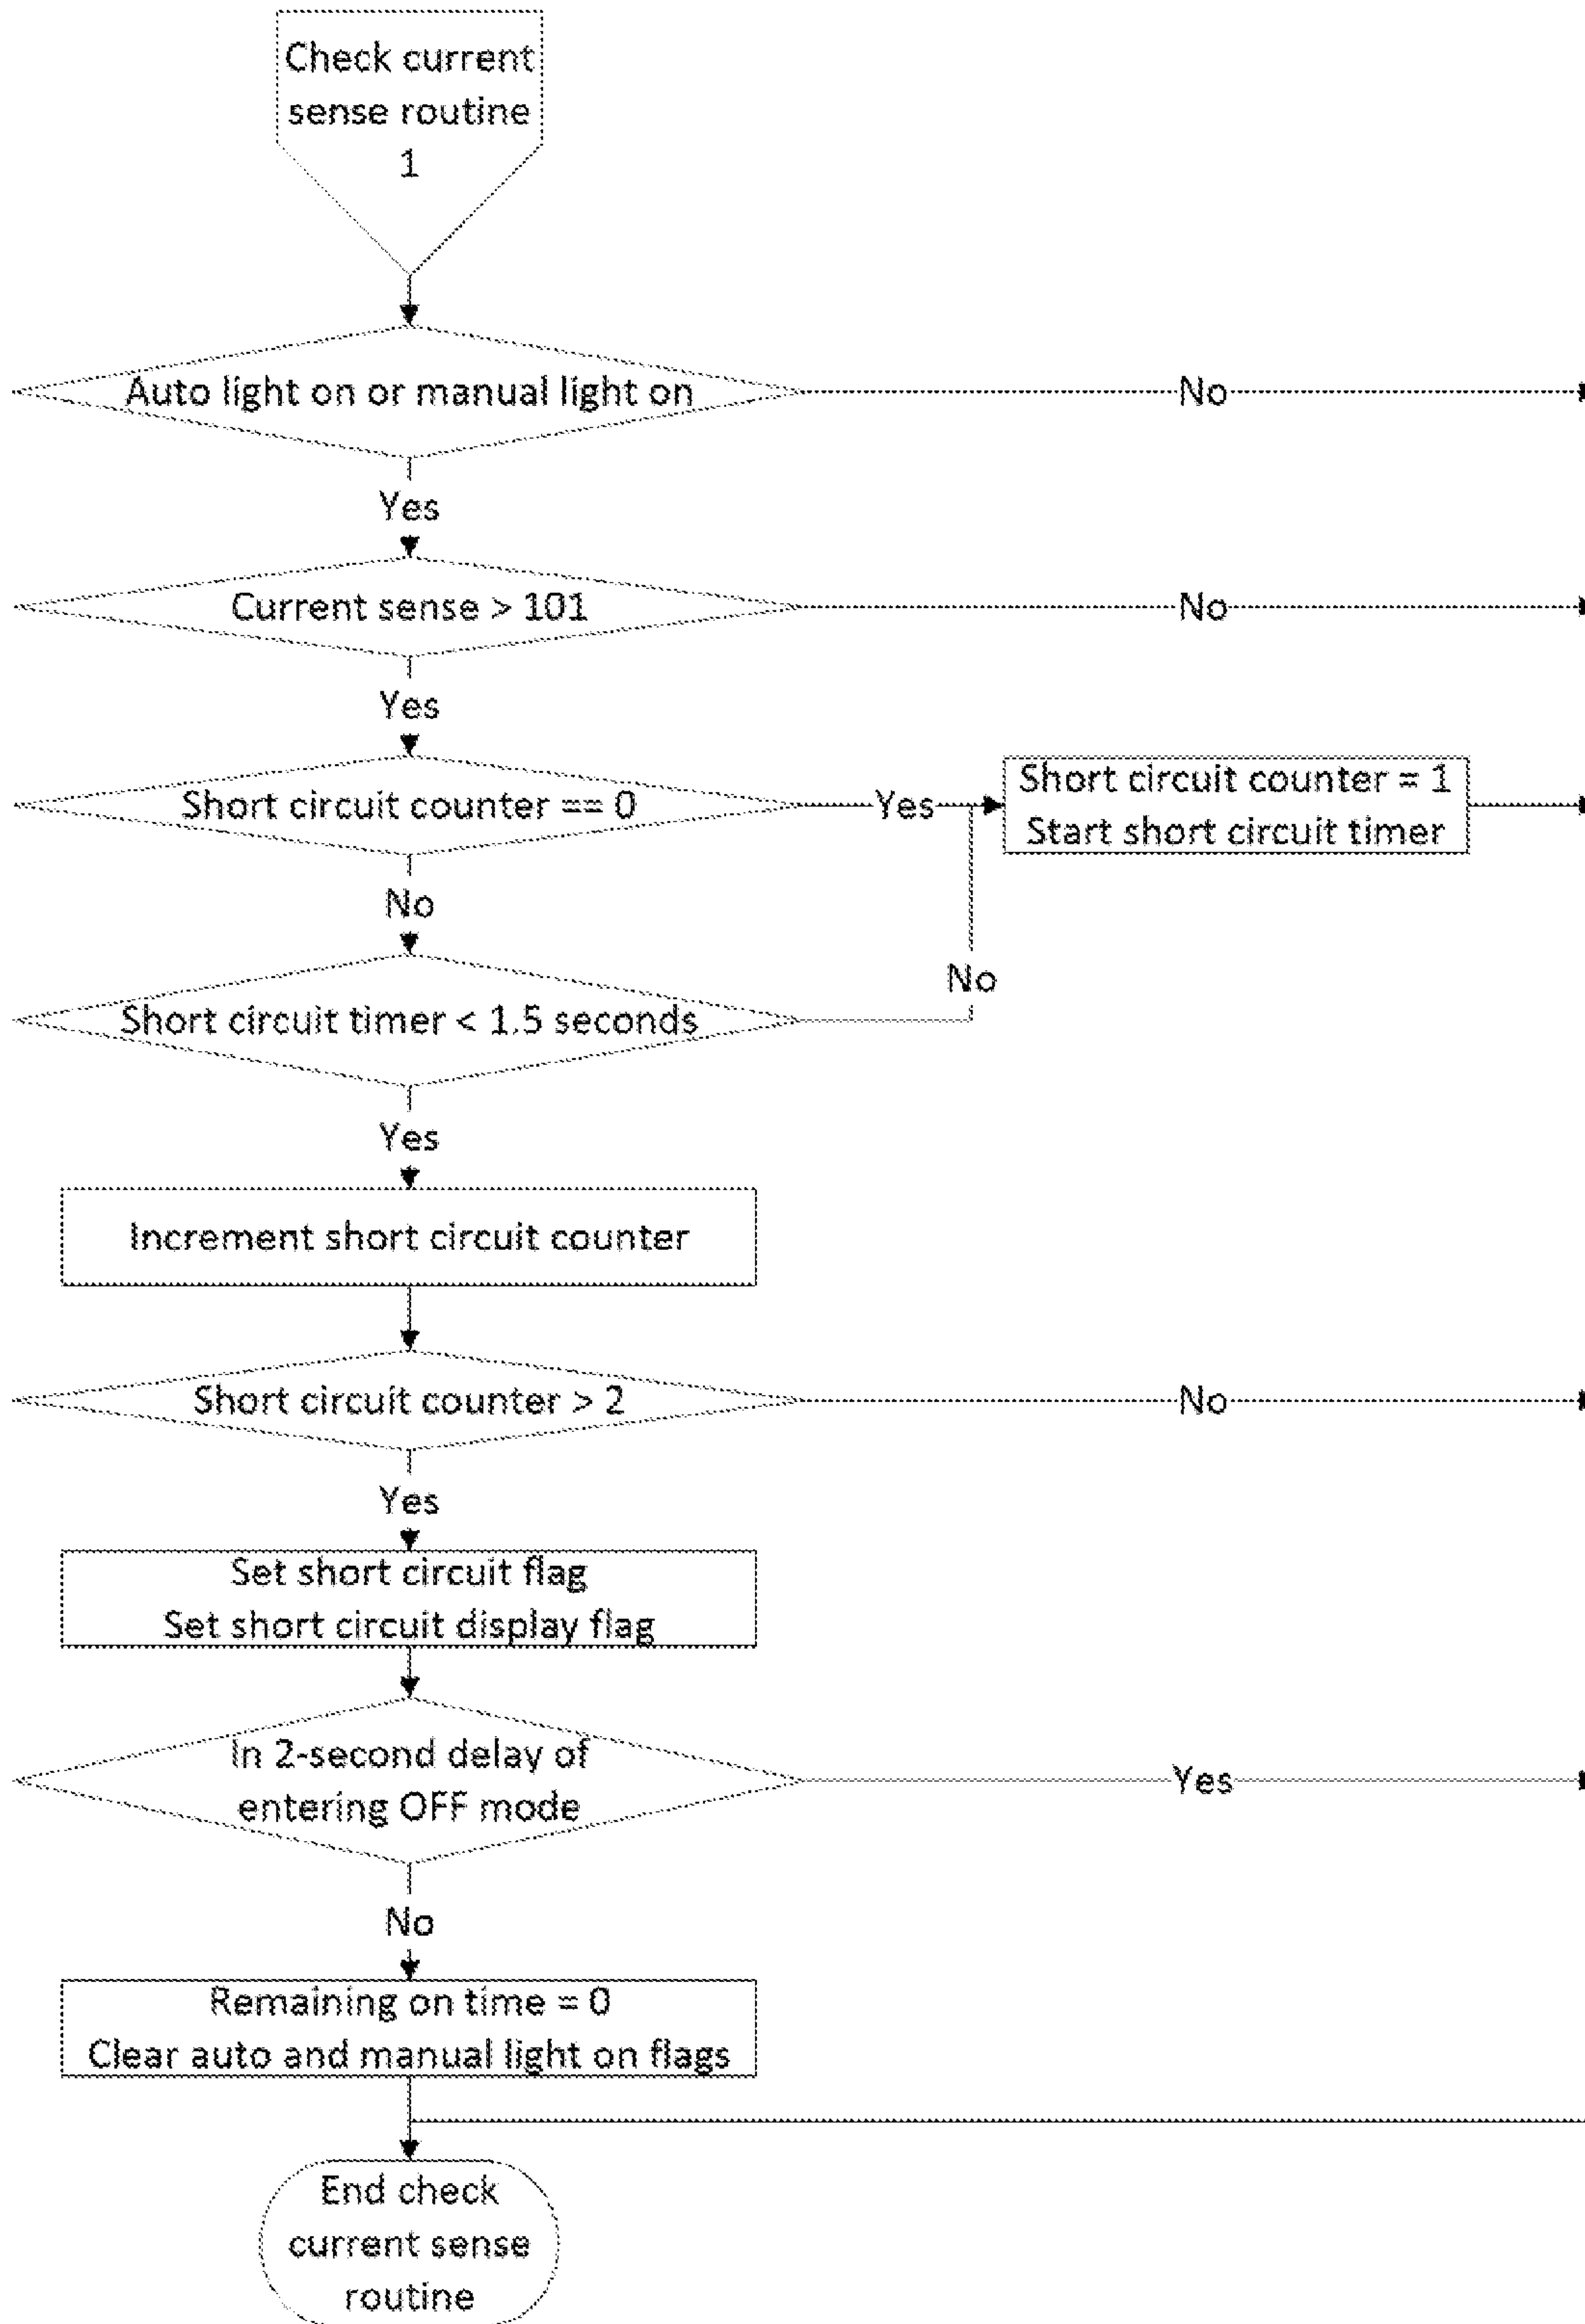 Check current
sense routine
1
Auto light on or manual light on
No
Yes
Current sense > 101
No
Yes
Short circuit counter == 0
Yes
Short circuit counter = 1
Start short circuit timer
No
No
Short circuit timer < 1.5 seconds
Yes
Increment short circuit counter
Short circuit counter > 2
No
Yes
Set short circuit flag
Set short circuit display flag
In 2-second delay of
entering OFF mode
Yes
No
Remaining on time = 0
Clear auto and manual light on flags
End check
current sense
routine